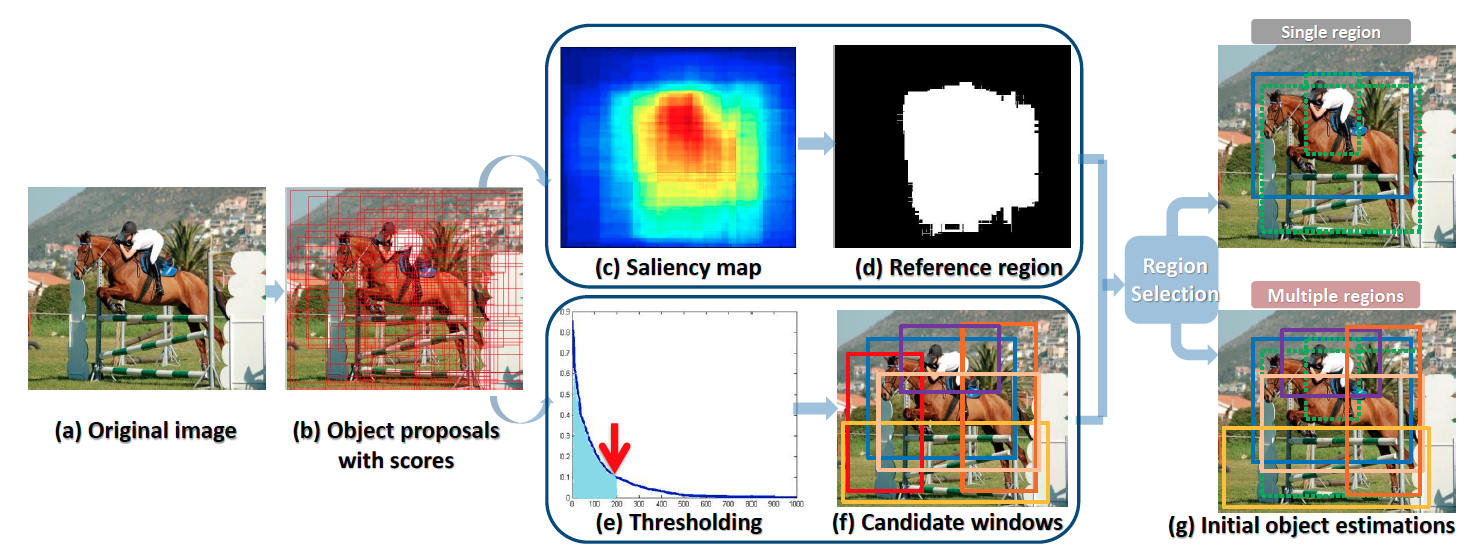 Single region
(c) Saliency map
(d) Reference region
(a) Original image
(b) Object proposals
with scores
Region
Selection
Multiple regions
0.9
0.8
0.7
0.6
0.5
0.4
0.3
0.2
0.1
0
0 100 200 300 400 500 600 700 800 900 1000
(e) Thresholding
(f) Candidate windows
(g) Initial object estimations